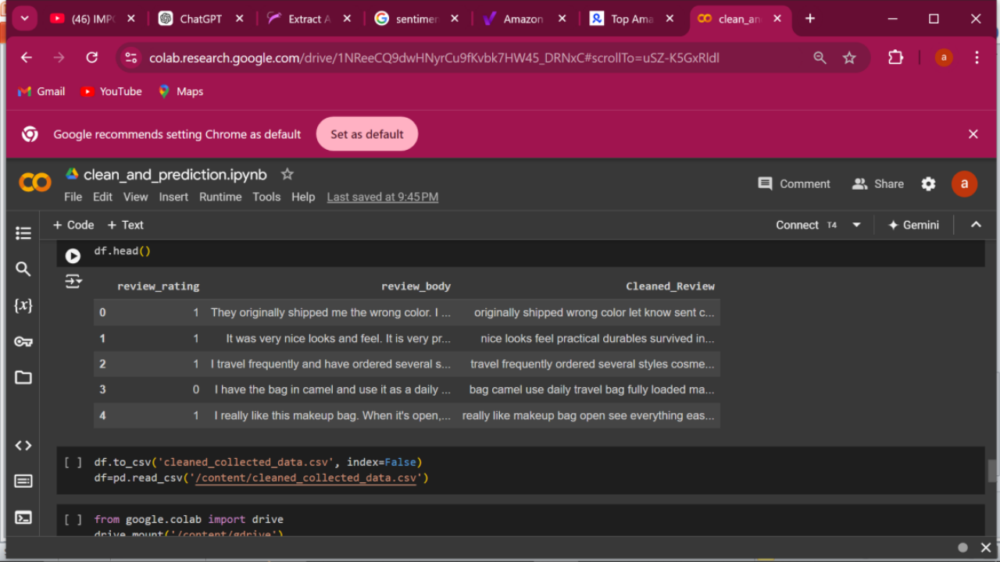 (46) IMPO
ChatGPT
Extract A
sentimen
Amazon
Top Ama
clean_an
colab.research.google.com/drive/1NReeCQ9dwHNyrCu9fKvbk7HW45_DRNxC#scrollTo=uSZ-K5GxRldl
a
Gmail YouTube Maps
Google recommends setting Chrome as default Set as default
CO clean_and_prediction.ipynb
File Edit View Insert Runtime Tools Help Last saved at 9:45 PM
Comment Share a
+ Code + Text Connect T4 Gemini
df.head()
review_rating review_body Cleaned_Review
0 1 They originally shipped me the wrong color. I ... originally shipped wrong color let know sent c...
1 1 It was very nice looks and feel. It is very pr... nice looks feel practical durables survived in...
2 1 I travel frequently and have ordered several s... travel frequently ordered several styles cosme...
3 0 I have the bag in camel and use it as a daily ... bag camel use daily travel bag fully loaded ma...
4 1 I really like this makeup bag. When it's open,... really like makeup bag open see everything eas...
{x}
[ ] df.to_csv('cleaned_collected_data.csv', index=False)
df=pd.read_csv('/content/cleaned_collected_data.csv')
[ ] from google.colab import drive
drive.mount('/content/gdrive')